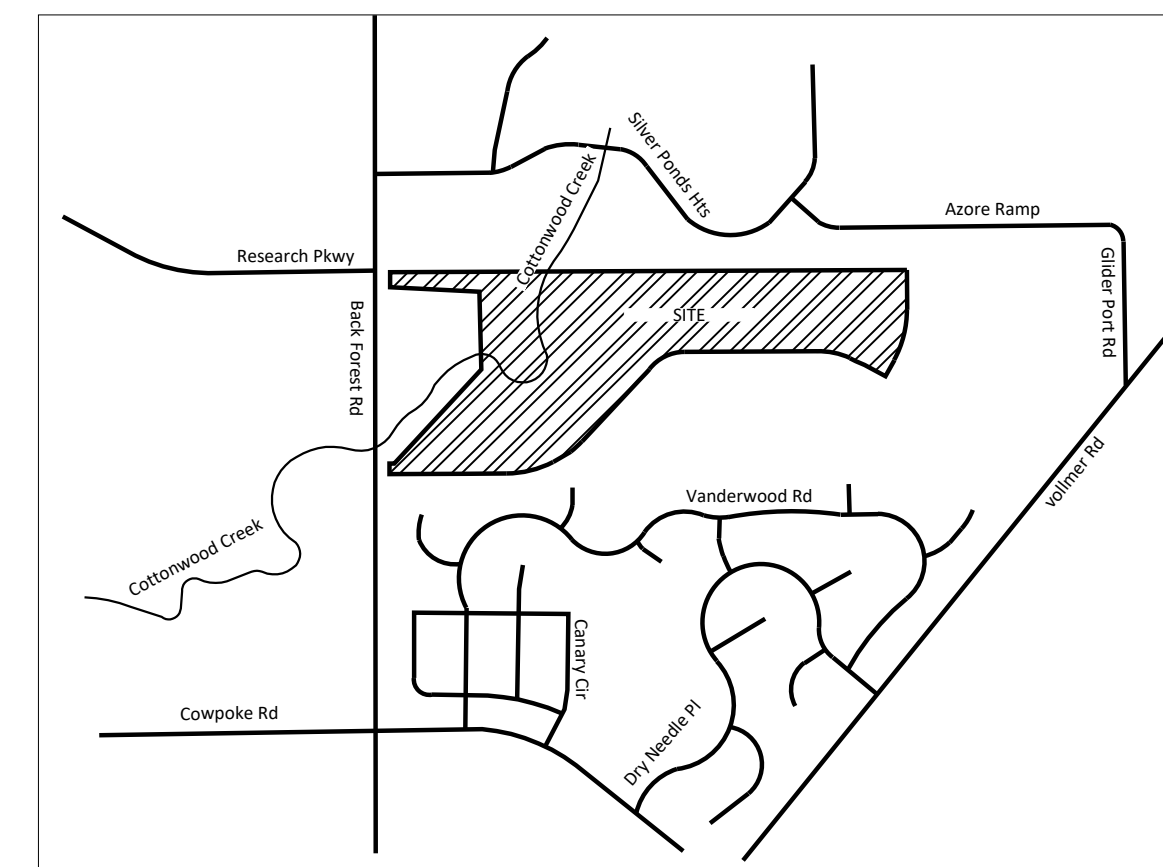 Silver Ponds Hts
Cottonwood Creek
Azore Ramp
Research Pkwy
Glider Port Rd
Back Forest Rd
SITE
vollmer Rd
Vanderwood Rd
Cottonwood Creek
Canary Cir
Cowpoke Rd
Dry Needle Pl